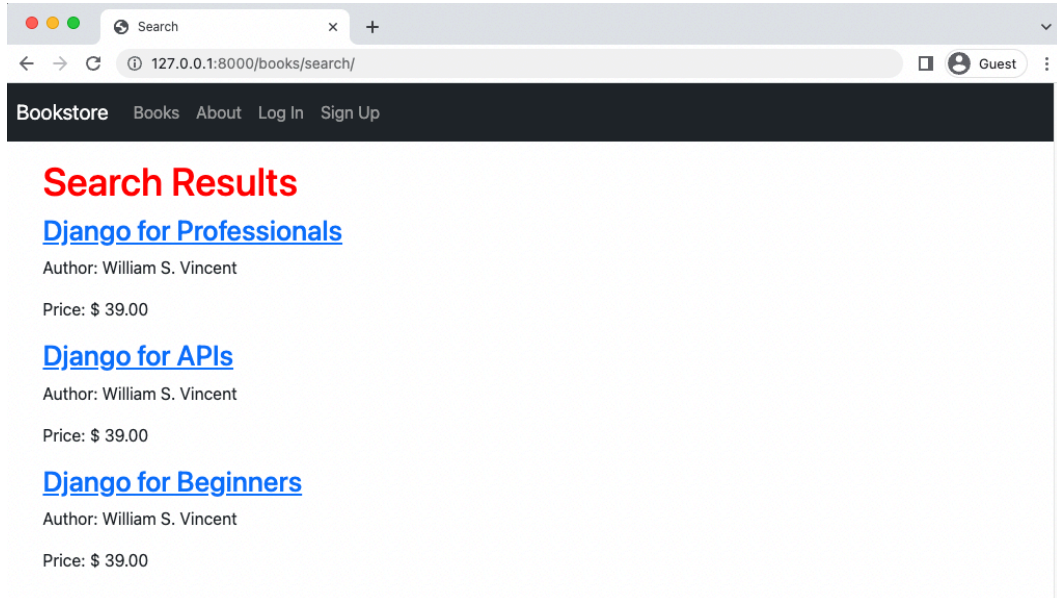 Search
127.0.0.1:8000/books/search/
Guest
Bookstore Books About Log In Sign Up
Search Results
Django for Professionals
Author: William S. Vincent
Price: $ 39.00
Django for APIs
Author: William S. Vincent
Price: $ 39.00
Django for Beginners
Author: William S. Vincent
Price: $ 39.00